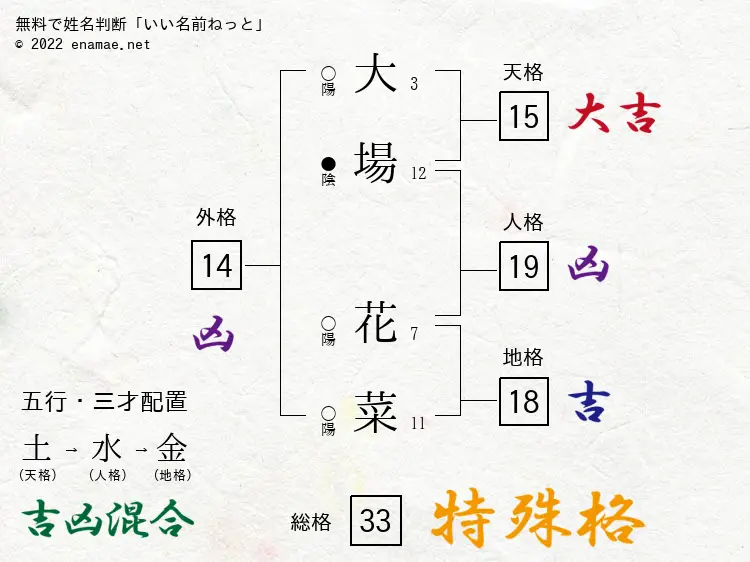 無料で姓名判断「いい名前ねっと」
© 2022 enamae.net
○陽 大 3
●陰 場 12
○陽 花 7
○陽 菜 11
天格
15 大吉
人格
19 凶
地格
18 吉
外格
14
凶
五行・三才配置
土→水→金
(天格) (人格) (地格)
吉凶混合
総格 33 特殊格